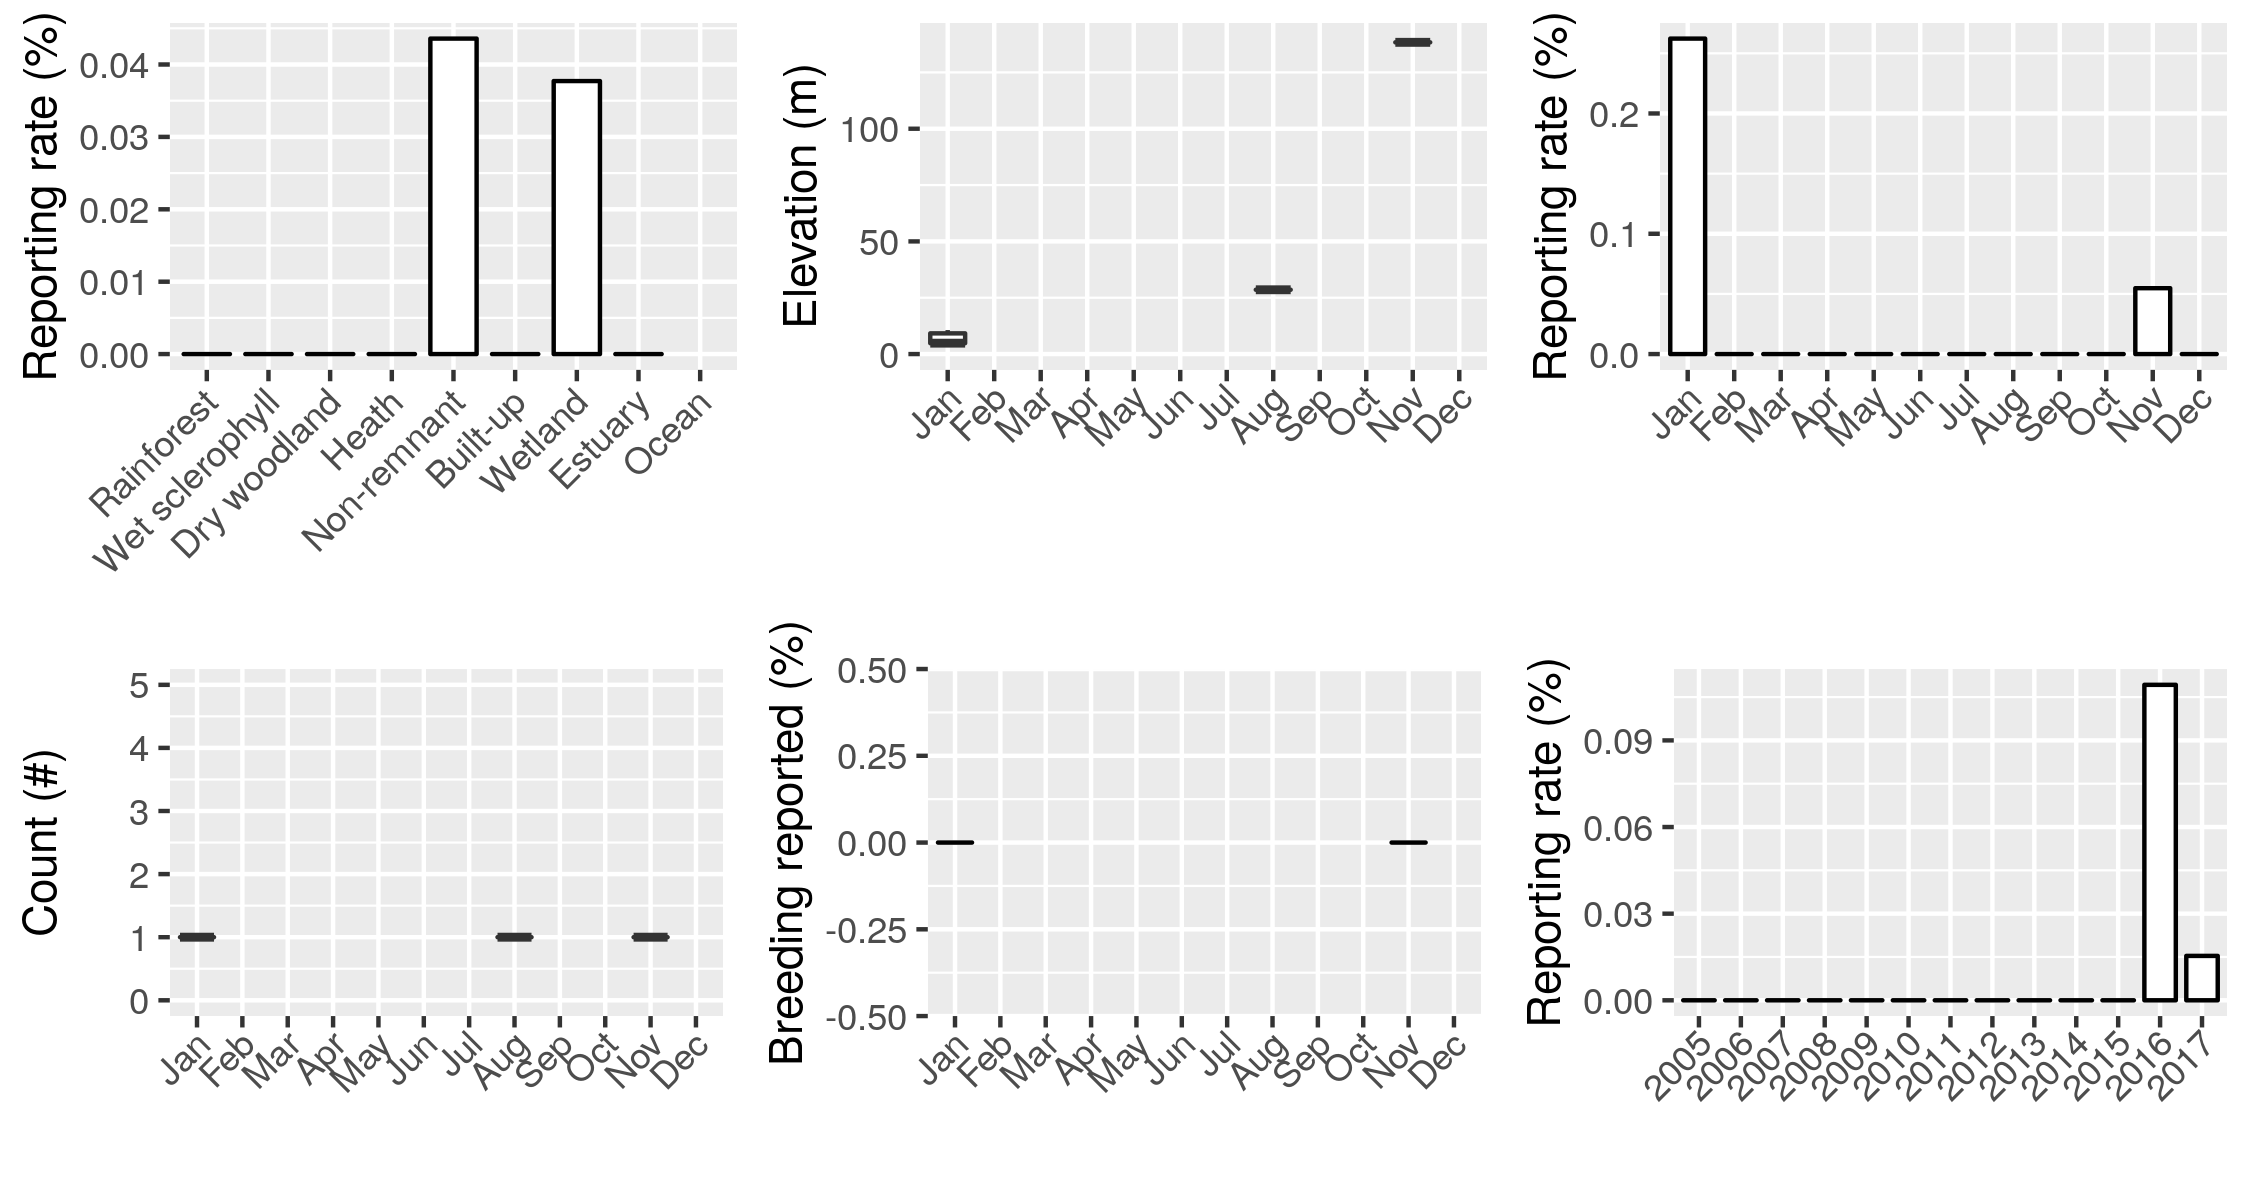 Reporting rate (%)
0.04
0.03
0.02
0.01
0.00
Rainforest
Wet sclerophyll
Dry woodland
Heath
Non-remnant
Built-up
Wetland
Estuary
Ocean
Elevation (m)
100
50
0
Jan
Feb
Mar
Apr
May
Jun
Jul
Aug
Sep
Oct
Nov
Dec
Reporting rate (%)
0.2
0.1
0.0
Jan
Feb
Mar
Apr
May
Jun
Jul
Aug
Sep
Oct
Nov
Dec
Count (#)
5
4
3
2
1
0
Jan
Feb
Mar
Apr
May
Jun
Jul
Aug
Sep
Oct
Nov
Dec
Breeding reported (%)
0.50
0.25
0.00
-0.25
-0.50
Jan
Feb
Mar
Apr
May
Jun
Jul
Aug
Sep
Oct
Nov
Dec
Reporting rate (%)
0.09
0.06
0.03
0.00
2005
2006
2007
2008
2009
2010
2011
2012
2013
2014
2015
2016
2017